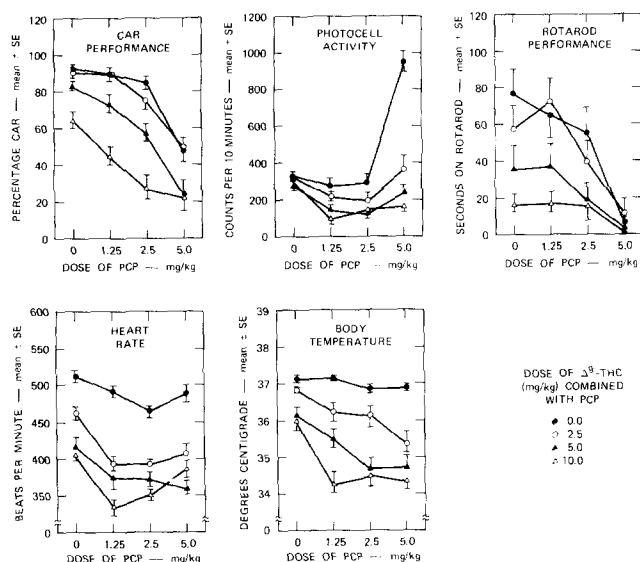 CAR
PERFORMANCE
PERCENTAGE CAR — mean ± SE
120
100
80
60
40
20
0
0 1.25 2.5 5.0
DOSE OF PCP — mg/kg
PHOTOCELL
ACTIVITY
COUNTS PER 10 MINUTES — mean ± SE
1200
1000
800
600
400
200
0
0 1.25 2.5 5.0
DOSE OF PCP — mg/kg
ROTAROD
PERFORMANCE
SECONDS ON ROTAROD — mean ± SE
120
100
80
60
40
20
0
0 1.25 2.5 5.0
DOSE OF PCP — mg/kg
HEART
RATE
BEATS PER MINUTE — mean ± SE
600
550
500
450
400
350
0
0 1.25 2.5 5.0
DOSE OF PCP — mg/kg
BODY
TEMPERATURE
DEGREES CENTIGRADE — mean ± SE
39
38
37
36
35
34
0
0 1.25 2.5 5.0
DOSE OF PCP — mg/kg
DOSE OF Δ⁹-THC
(mg/kg) COMBINED
WITH PCP
0.0
2.5
5.0
10.0